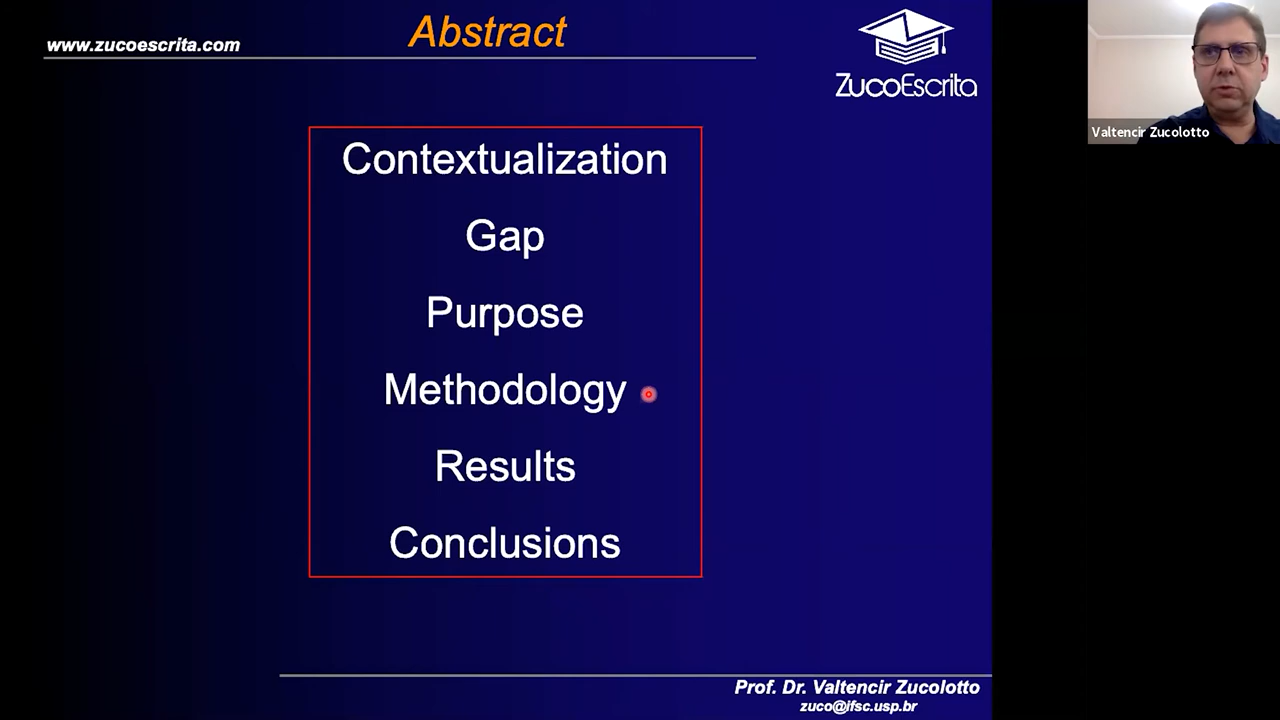 www.zucoescrita.com
Abstract
ZucoEscrita
Valtencir Zucolotto
Contextualization
Gap
Purpose
Methodology
Results
Conclusions
Prof. Dr. Valtencir Zucolotto
zuco@ifsc.usp.br